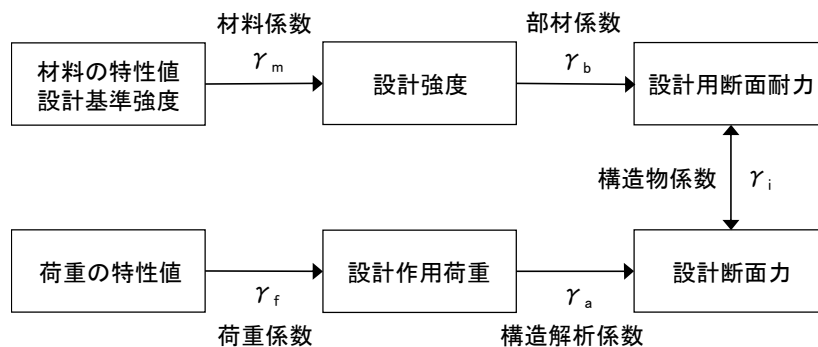 材料係数
γm
部材係数
γb
材料の特性値
設計基準強度
設計強度
設計用断面耐力
構造物係数
γi
荷重の特性値
設計作用荷重
設計断面力
γf
荷重係数
γa
構造解析係数